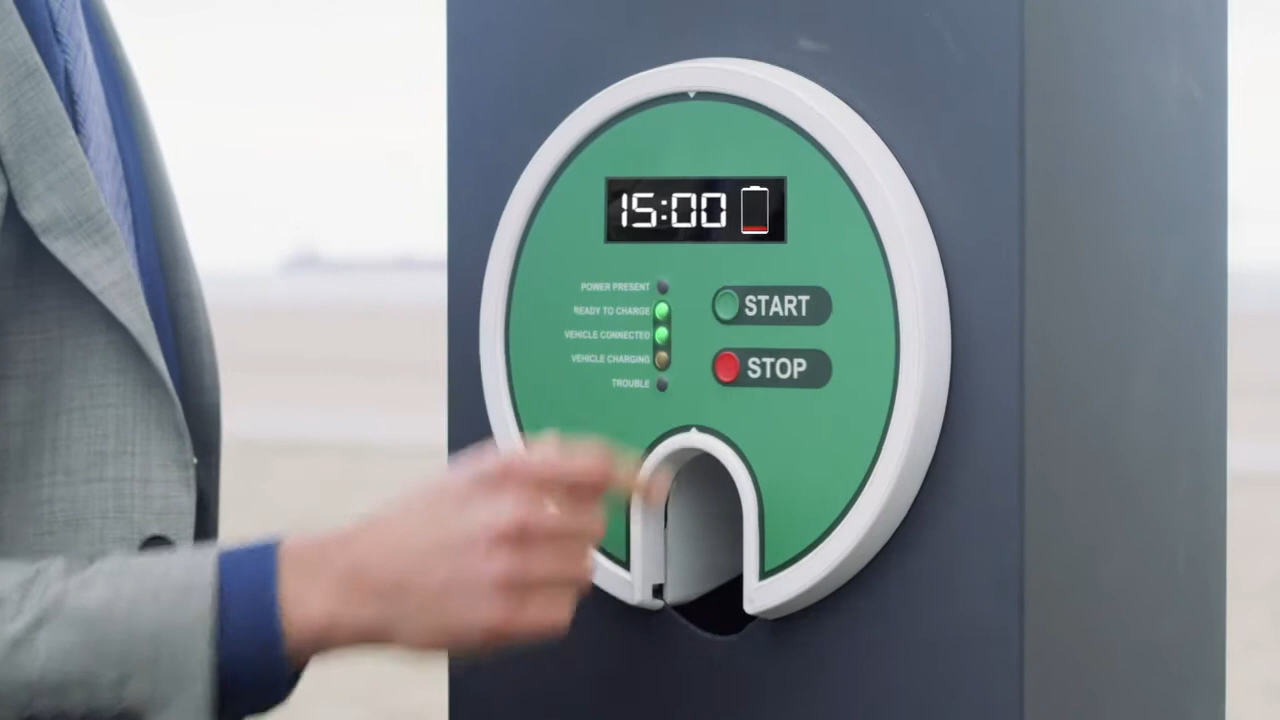 15:00
POWER PRESENT
READY TO CHARGE
VEHICLE CONNECTED
VEHICLE CHARGING
TROUBLE
START
STOP